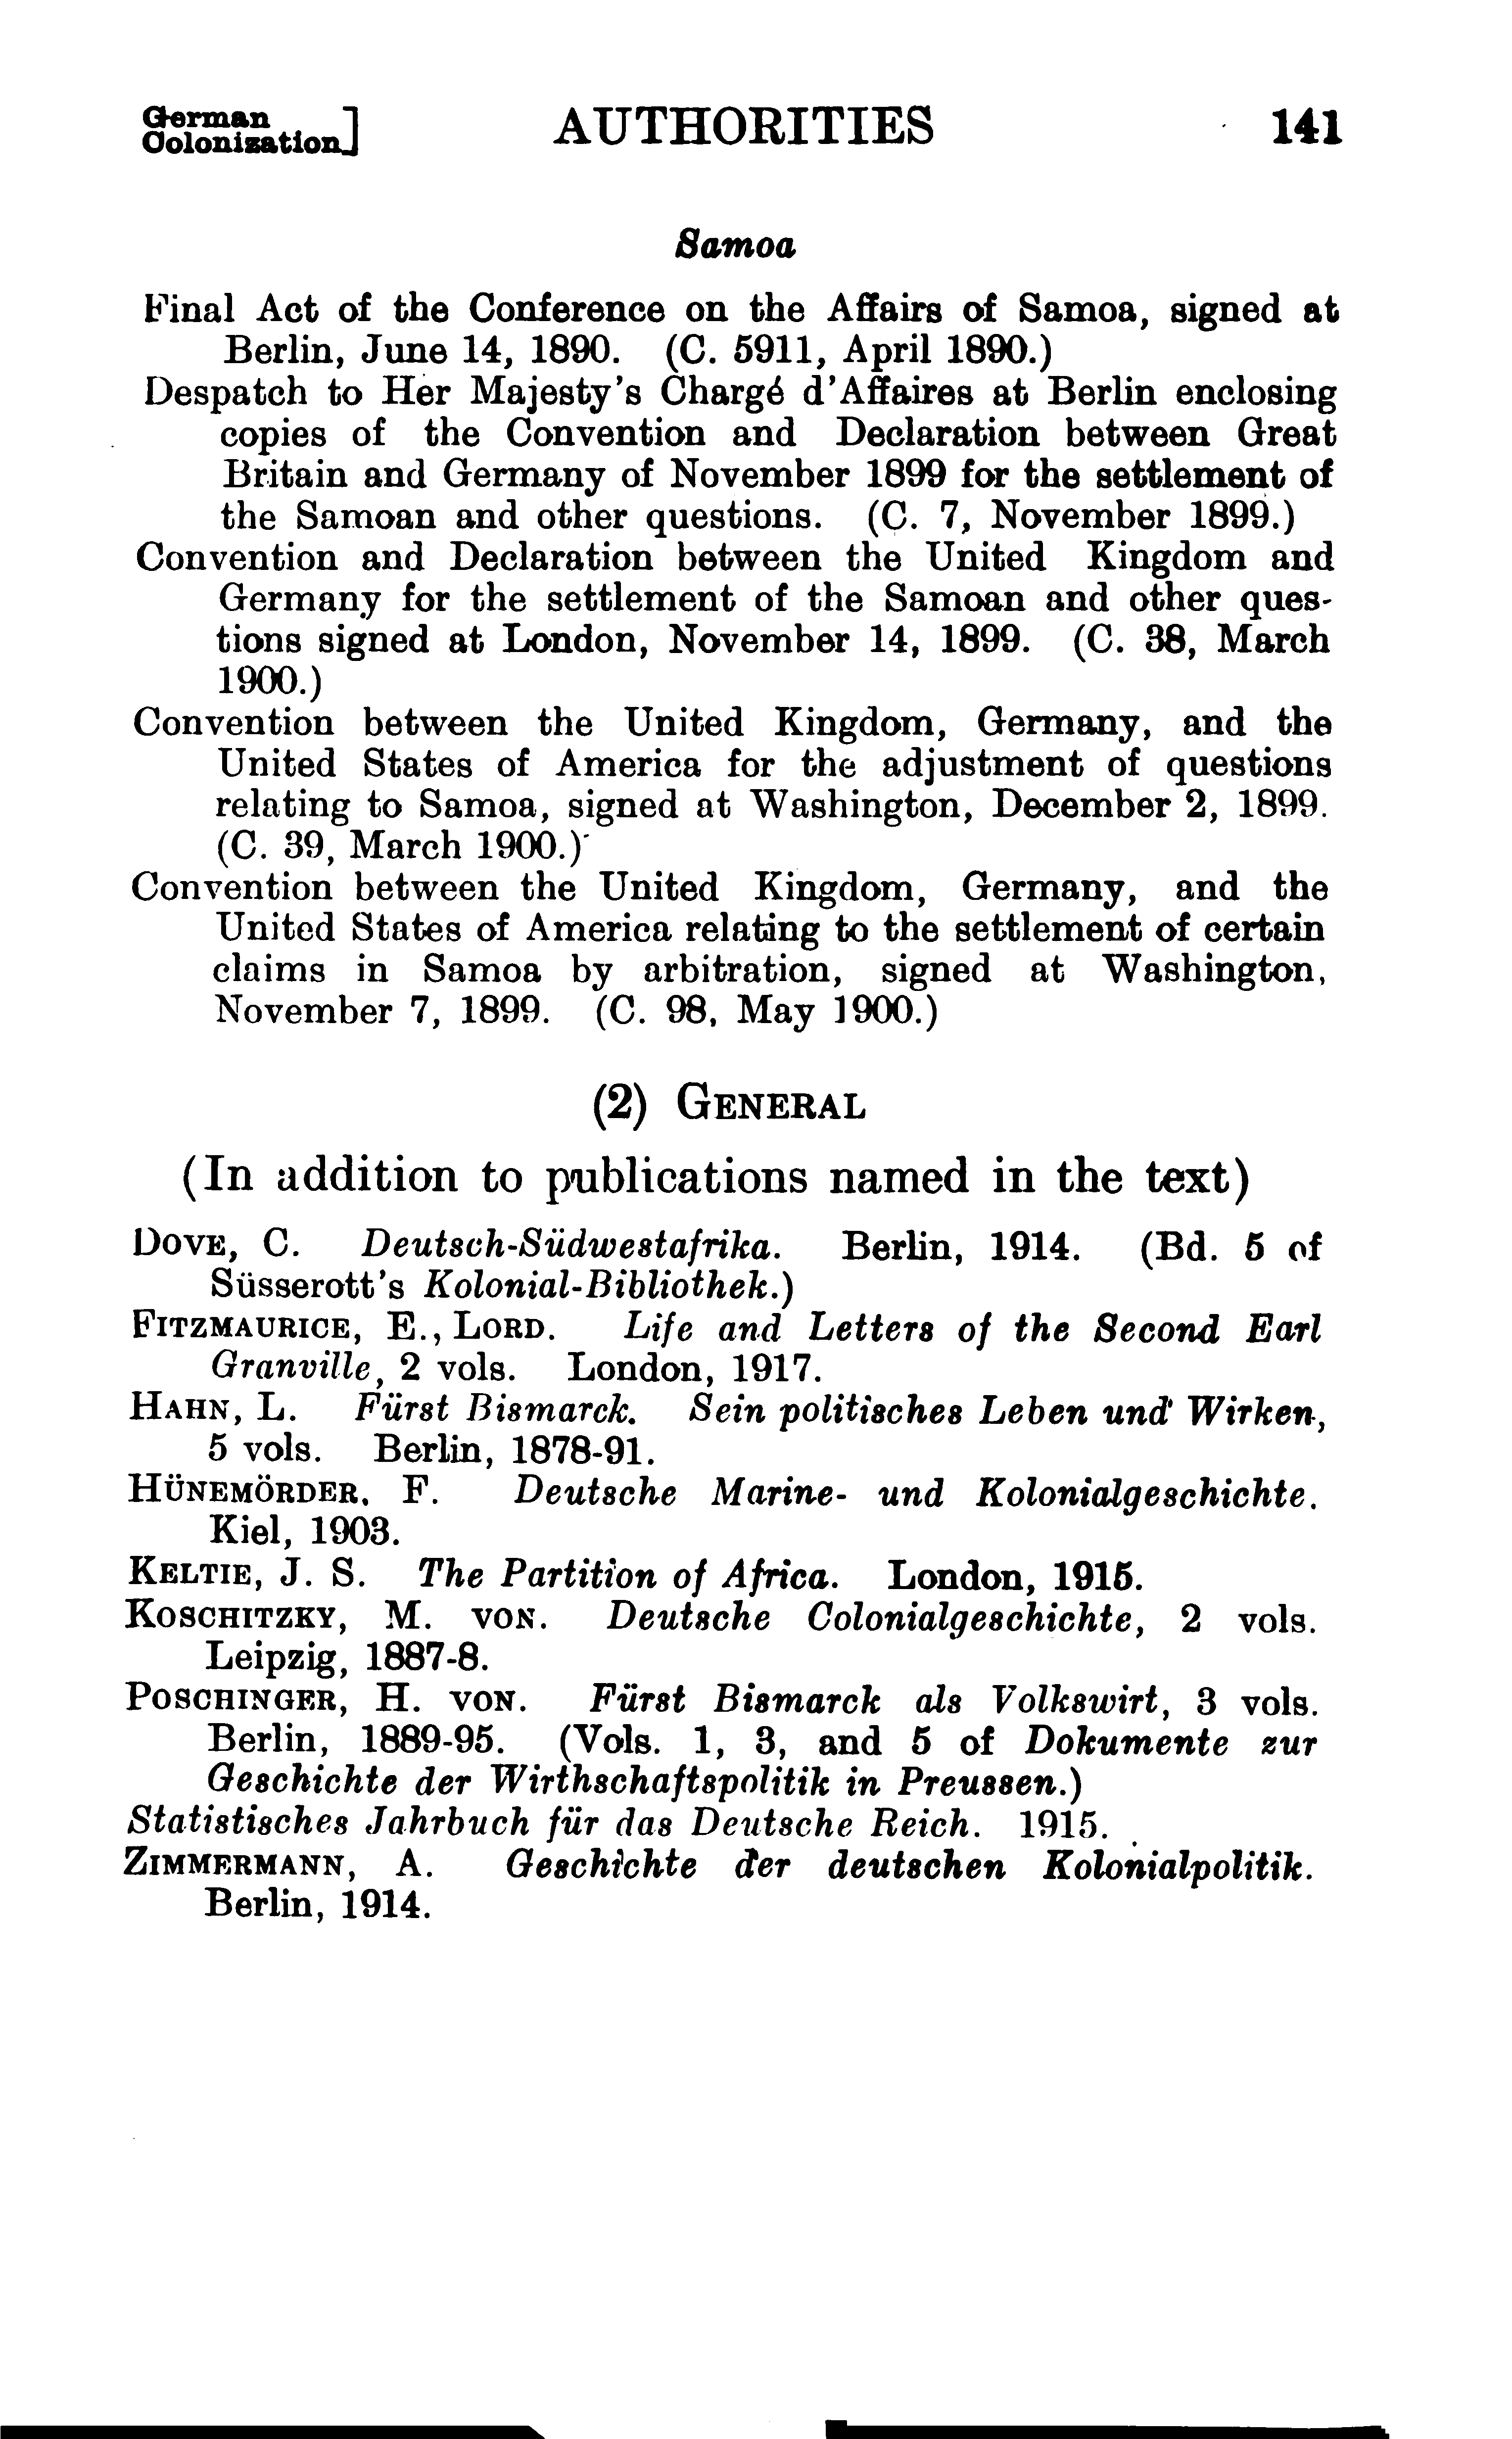 German
Colonization]
AUTHORITIES
141
Samoa
Final Act of the Conference on the Affairs of Samoa, signed at
Berlin, June 14, 1890. (C. 5911, April 1890.)
Despatch to Her Majesty's Chargé d'Affaires at Berlin enclosing
copies of the Convention and Declaration between Great
Britain and Germany of November 1899 for the settlement of
the Samoan and other questions. (C. 7, November 1899.)
Convention and Declaration between the United Kingdom and
Germany for the settlement of the Samoan and other ques-
tions signed at London, November 14, 1899. (C. 38, March
1900.)
Convention between the United Kingdom, Germany, and the
United States of America for the adjustment of questions
relating to Samoa, signed at Washington, December 2, 1899.
(C. 39, March 1900.)
Convention between the United Kingdom, Germany, and the
United States of America relating to the settlement of certain
claims in Samoa by arbitration, signed at Washington,
November 7, 1899. (C. 98, May 1900.)
(2) GENERAL
(In addition to publications named in the text)
DOVE, C. Deutsch-Südwestafrika. Berlin, 1914. (Bd. 5 of
Süsserott's Kolonial-Bibliothek.)
FITZMAURICE, E., LORD. Life and Letters of the Second Earl
Granville, 2 vols. London, 1917.
HAHN, L. Fürst Bismarck. Sein politisches Leben und Wirken,
5 vols. Berlin, 1878-91.
HÜNEMÖRDER, F. Deutsche Marine- und Kolonialgeschichte.
Kiel, 1903.
KELTIE, J. S. The Partition of Africa. London, 1915.
KOSCHITZKY, M. VON. Deutsche Colonialgeschichte, 2 vols.
Leipzig, 1887-8.
POSCHINGER, H. VON. Fürst Bismarck als Volkswirt, 3 vols.
Berlin, 1889-95. (Vols. 1, 3, and 5 of Dokumente zur
Geschichte der Wirthschaftspolitik in Preussen.)
Statistisches Jahrbuch für das Deutsche Reich. 1915.
ZIMMERMANN, A. Geschichte der deutschen Kolonialpolitik.
Berlin, 1914.